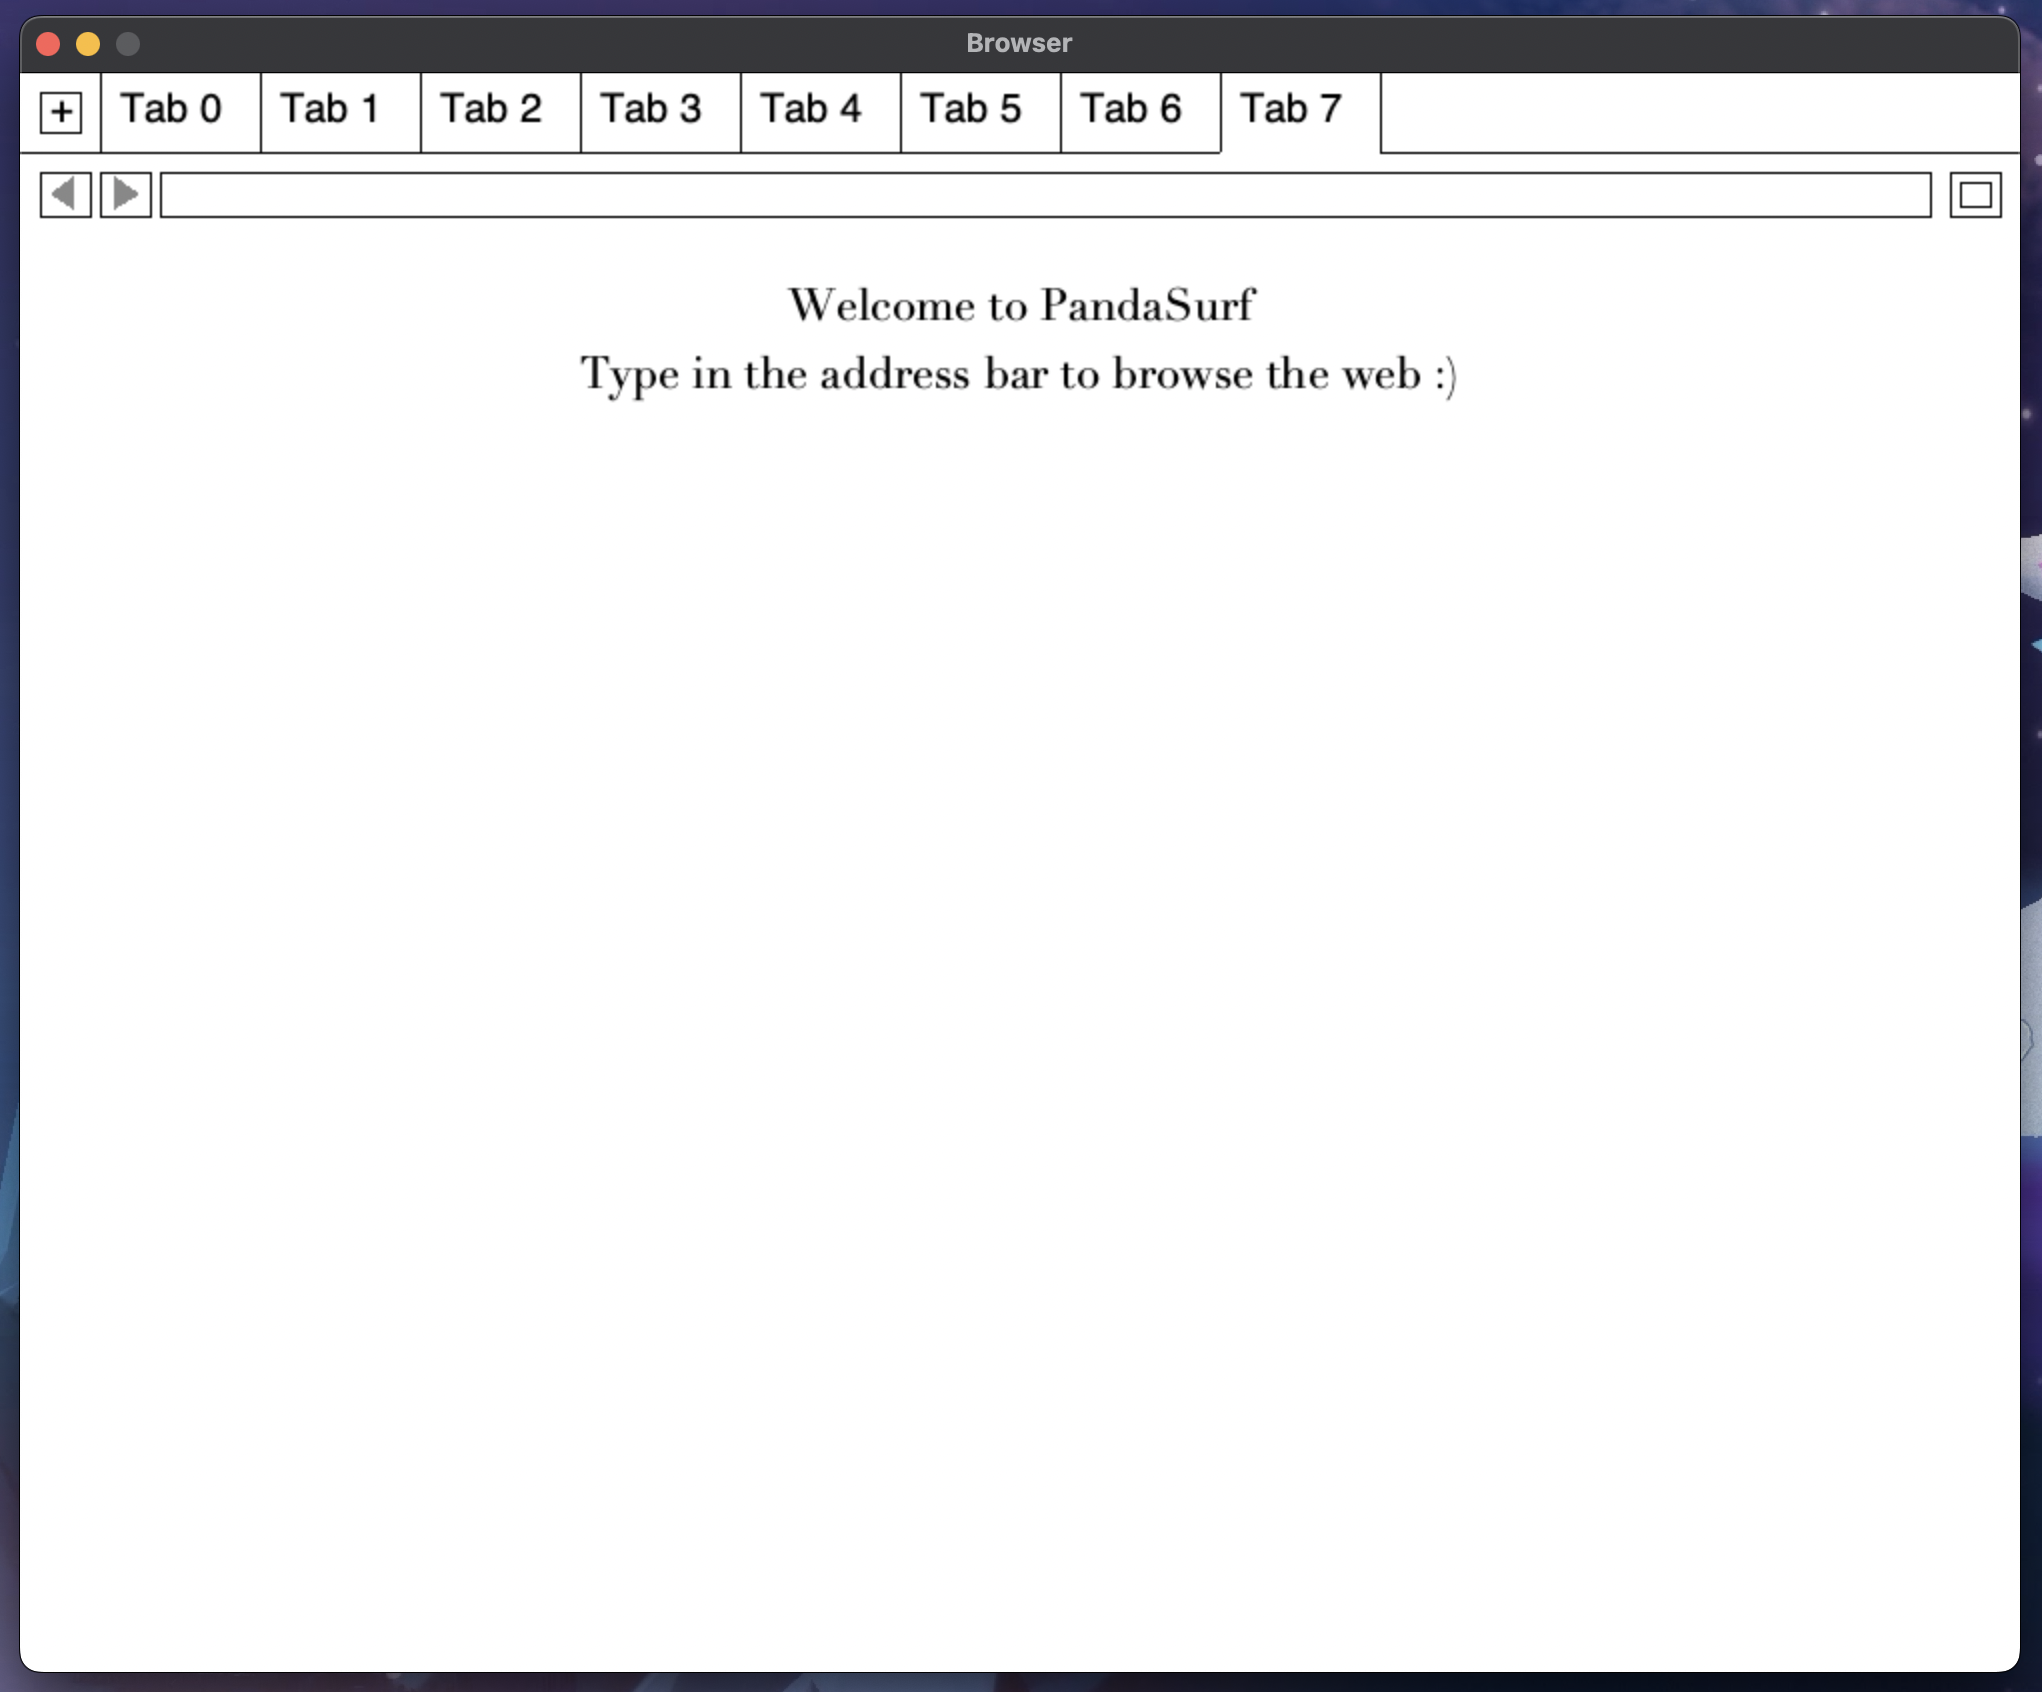 Browser
+ Tab 0 Tab 1 Tab 2 Tab 3 Tab 4 Tab 5 Tab 6 Tab 7
Welcome to PandaSurf
Type in the address bar to browse the web :)